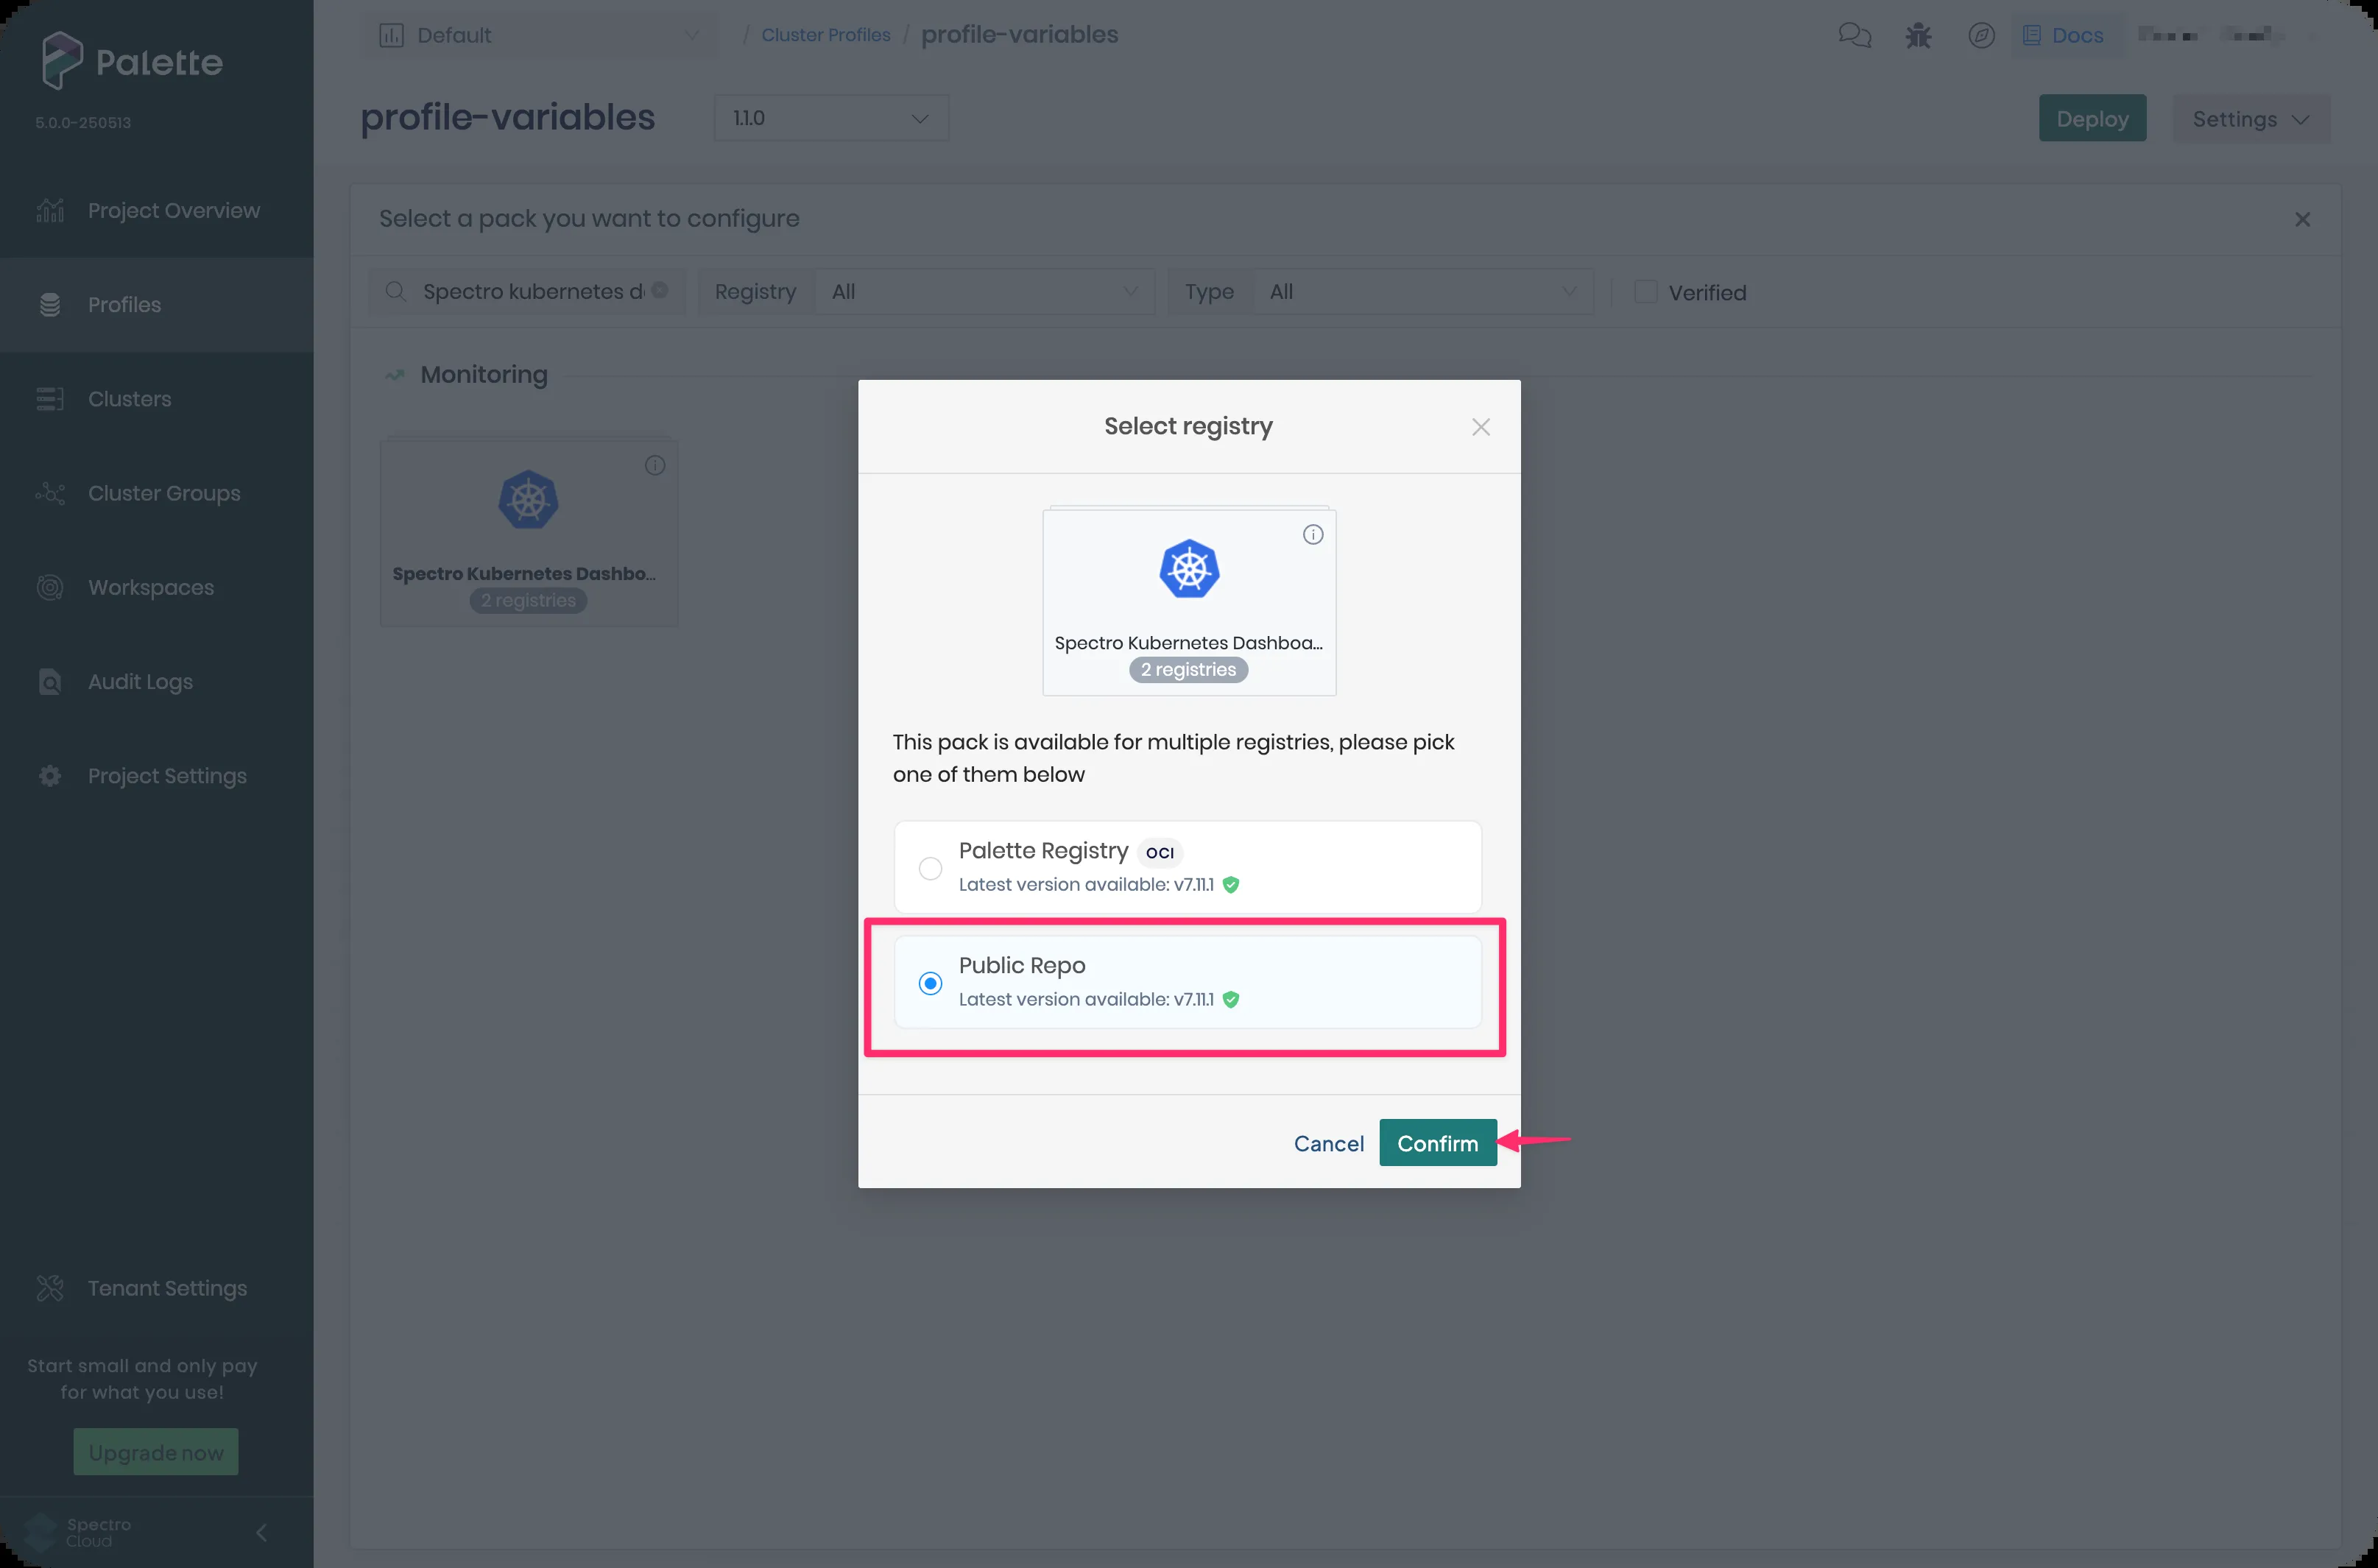 Palette
5.0.0-250513
Project Overview
Profiles
Clusters
Cluster Groups
Workspaces
Audit Logs
Project Settings
Tenant Settings
Start small and only pay
for what you use!
Upgrade now
Spectro
Cloud
Default
/ Cluster Profiles / profile-variables
Docs
profile-variables
1.1.0
Deploy
Settings
Select a pack you want to configure
Spectro kubernetes d
Registry
All
Type
All
Verified
Monitoring
Spectro Kubernetes Dashbo...
2 registries
Select registry
Spectro Kubernetes Dashboa...
2 registries
This pack is available for multiple registries, please pick
one of them below
Palette Registry OCI
Latest version available: v7.11.1
Public Repo
Latest version available: v7.11.1
Cancel
Confirm